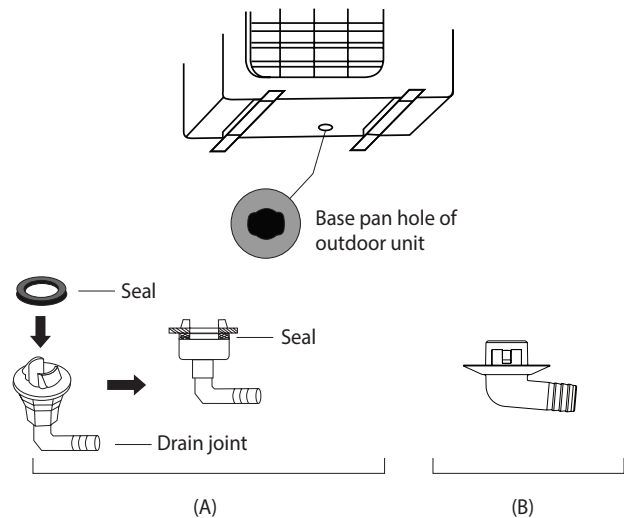 Base pan hole of
outdoor unit
Seal
Seal
Drain joint
(A)
(B)